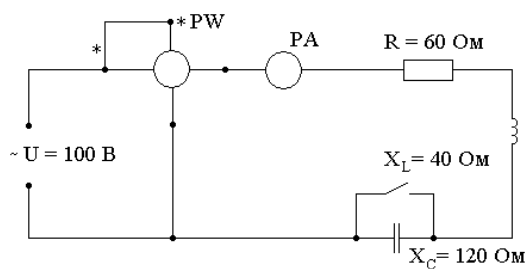 * PW
*
PA
R = 60 Ом
~ U = 100 В
X_L= 40 Ом
X_C= 120 Ом